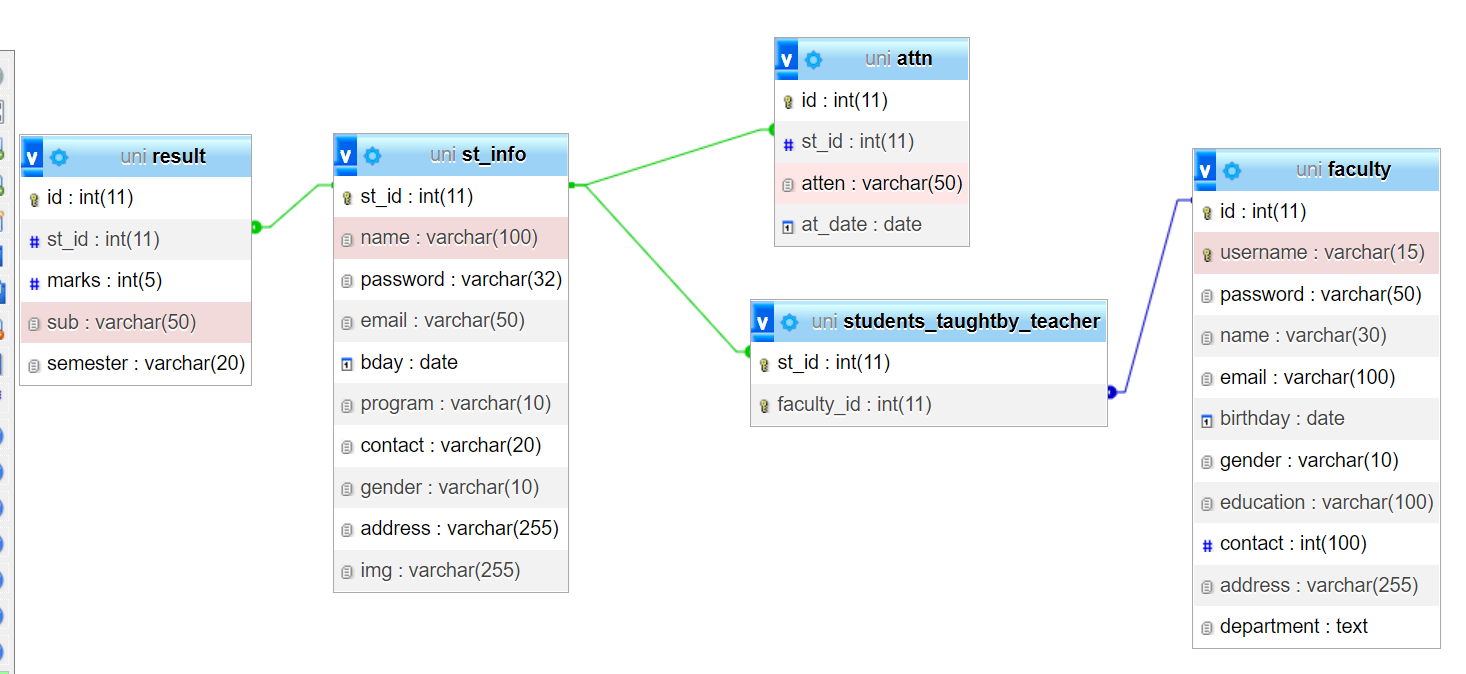 uni result
id : int(11)
st_id : int(11)
marks : int(5)
sub : varchar(50)
semester : varchar(20)
uni st_info
st_id : int(11)
name : varchar(100)
password : varchar(32)
email : varchar(50)
bday : date
program : varchar(10)
contact : varchar(20)
gender : varchar(10)
address : varchar(255)
img : varchar(255)
uni attn
id : int(11)
st_id : int(11)
atten : varchar(50)
at_date : date
uni students_taughtby_teacher
st_id : int(11)
faculty_id : int(11)
uni faculty
id : int(11)
username : varchar(15)
password : varchar(50)
name : varchar(30)
email : varchar(100)
birthday : date
gender : varchar(10)
education : varchar(100)
contact : int(100)
address : varchar(255)
department : text